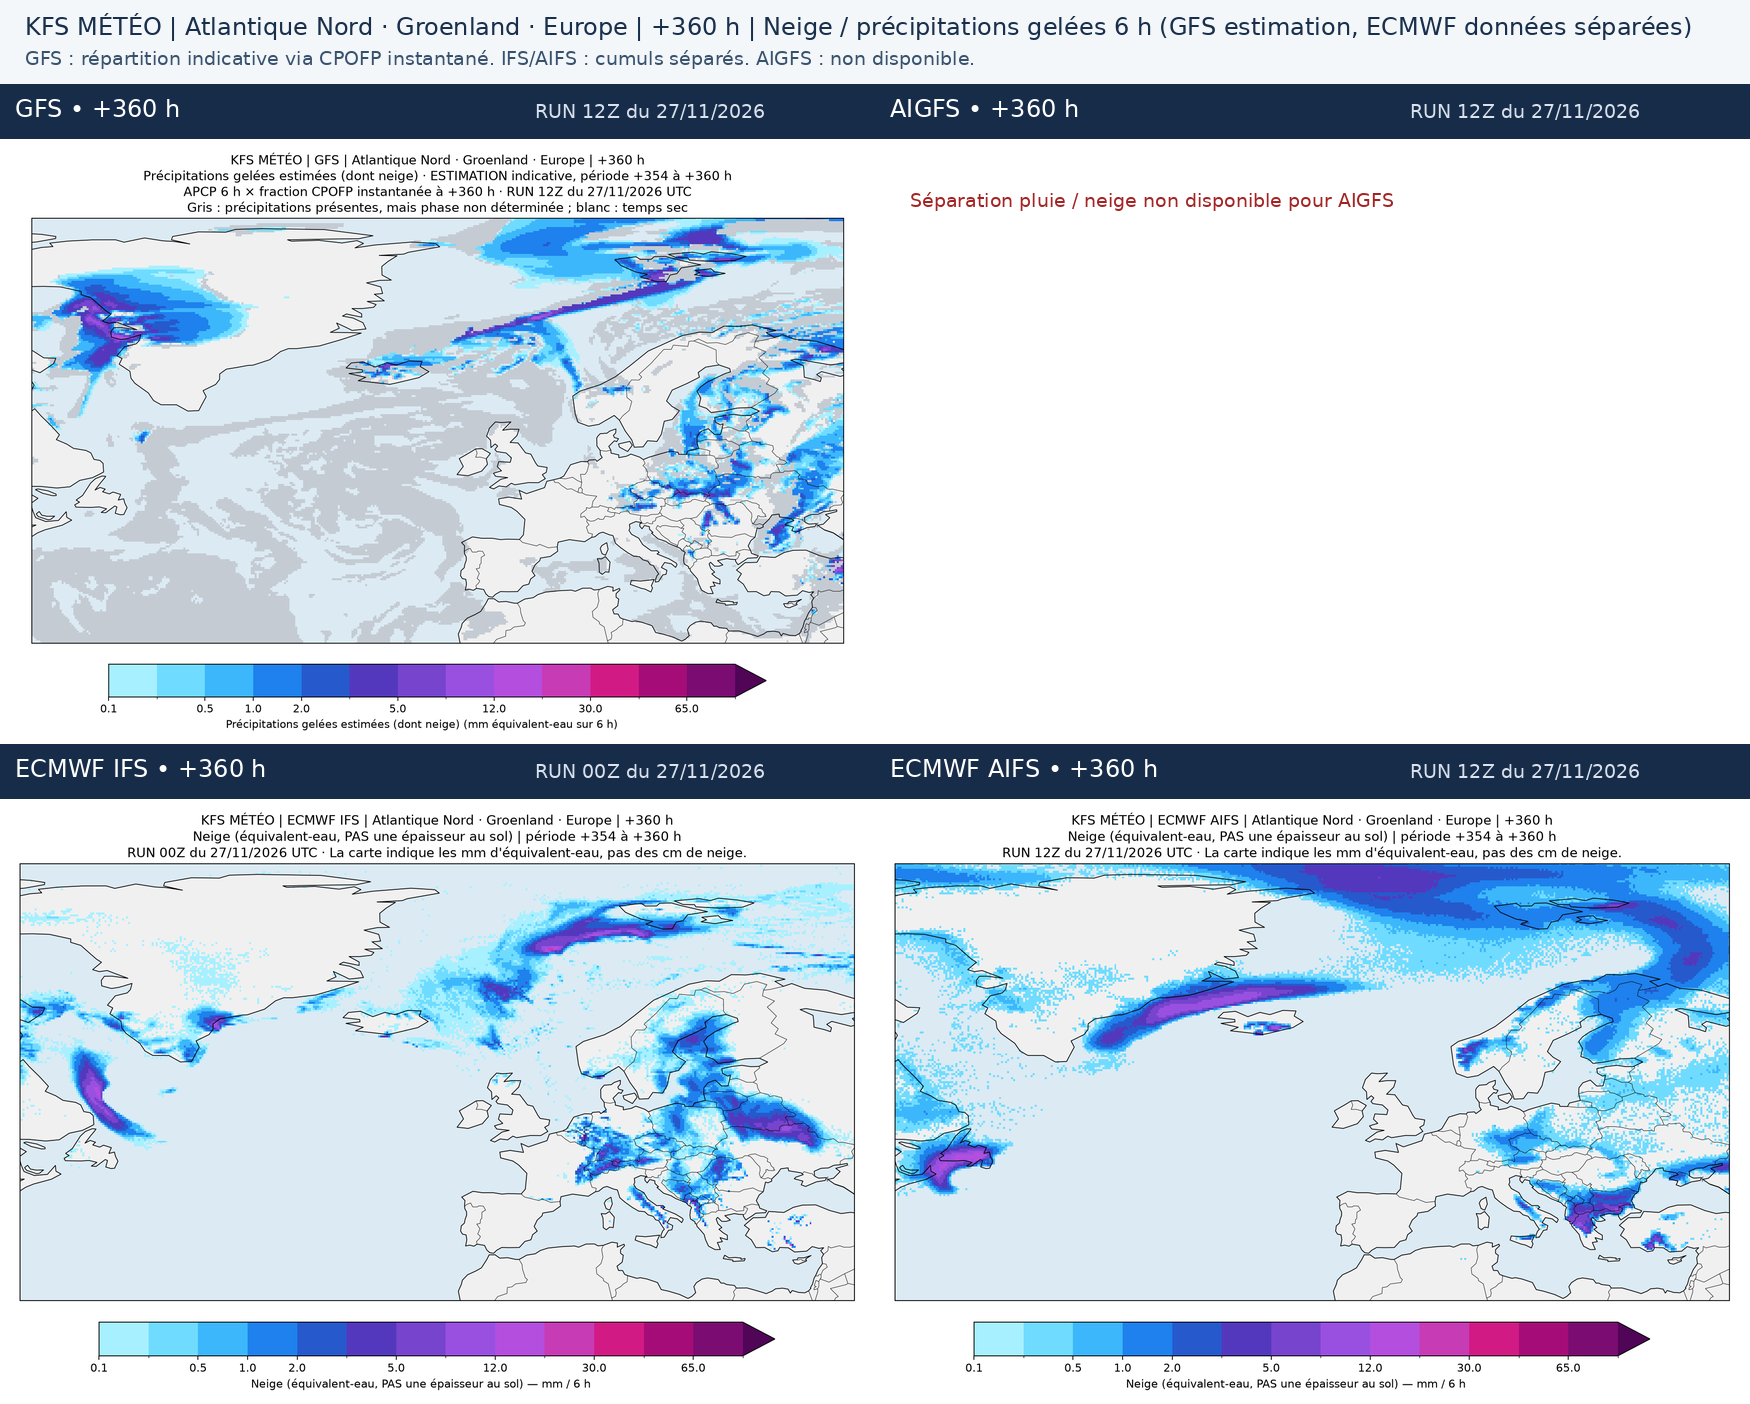 KFS MÉTÉO | Atlantique Nord · Groenland · Europe | +360 h | Neige / précipitations gelées 6 h (GFS estimation, ECMWF données séparées)
GFS : répartition indicative via CPOFP instantané. IFS/AIFS : cumuls séparés. AIGFS : non disponible.
GFS • +360 h RUN 12Z du 27/11/2026
KFS MÉTÉO | GFS | Atlantique Nord · Groenland · Europe | +360 h
Précipitations gelées estimées (dont neige) · ESTIMATION indicative, période +354 à +360 h
APCP 6 h × fraction CPOFP instantanée à +360 h · RUN 12Z du 27/11/2026 UTC
Gris : précipitations présentes, mais phase non déterminée ; blanc : temps sec
0.1 0.5 1.0 2.0 5.0 12.0 30.0 65.0
Précipitations gelées estimées (dont neige) (mm équivalent-eau sur 6 h)
AIGFS • +360 h RUN 12Z du 27/11/2026
Séparation pluie / neige non disponible pour AIGFS
ECMWF IFS • +360 h RUN 00Z du 27/11/2026
KFS MÉTÉO | ECMWF IFS | Atlantique Nord · Groenland · Europe | +360 h
Neige (équivalent-eau, PAS une épaisseur au sol) | période +354 à +360 h
RUN 00Z du 27/11/2026 UTC · La carte indique les mm d'équivalent-eau, pas des cm de neige.
0.1 0.5 1.0 2.0 5.0 12.0 30.0 65.0
Neige (équivalent-eau, PAS une épaisseur au sol) — mm / 6 h
ECMWF AIFS • +360 h RUN 12Z du 27/11/2026
KFS MÉTÉO | ECMWF AIFS | Atlantique Nord · Groenland · Europe | +360 h
Neige (équivalent-eau, PAS une épaisseur au sol) | période +354 à +360 h
RUN 12Z du 27/11/2026 UTC · La carte indique les mm d'équivalent-eau, pas des cm de neige.
0.1 0.5 1.0 2.0 5.0 12.0 30.0 65.0
Neige (équivalent-eau, PAS une épaisseur au sol) — mm / 6 h